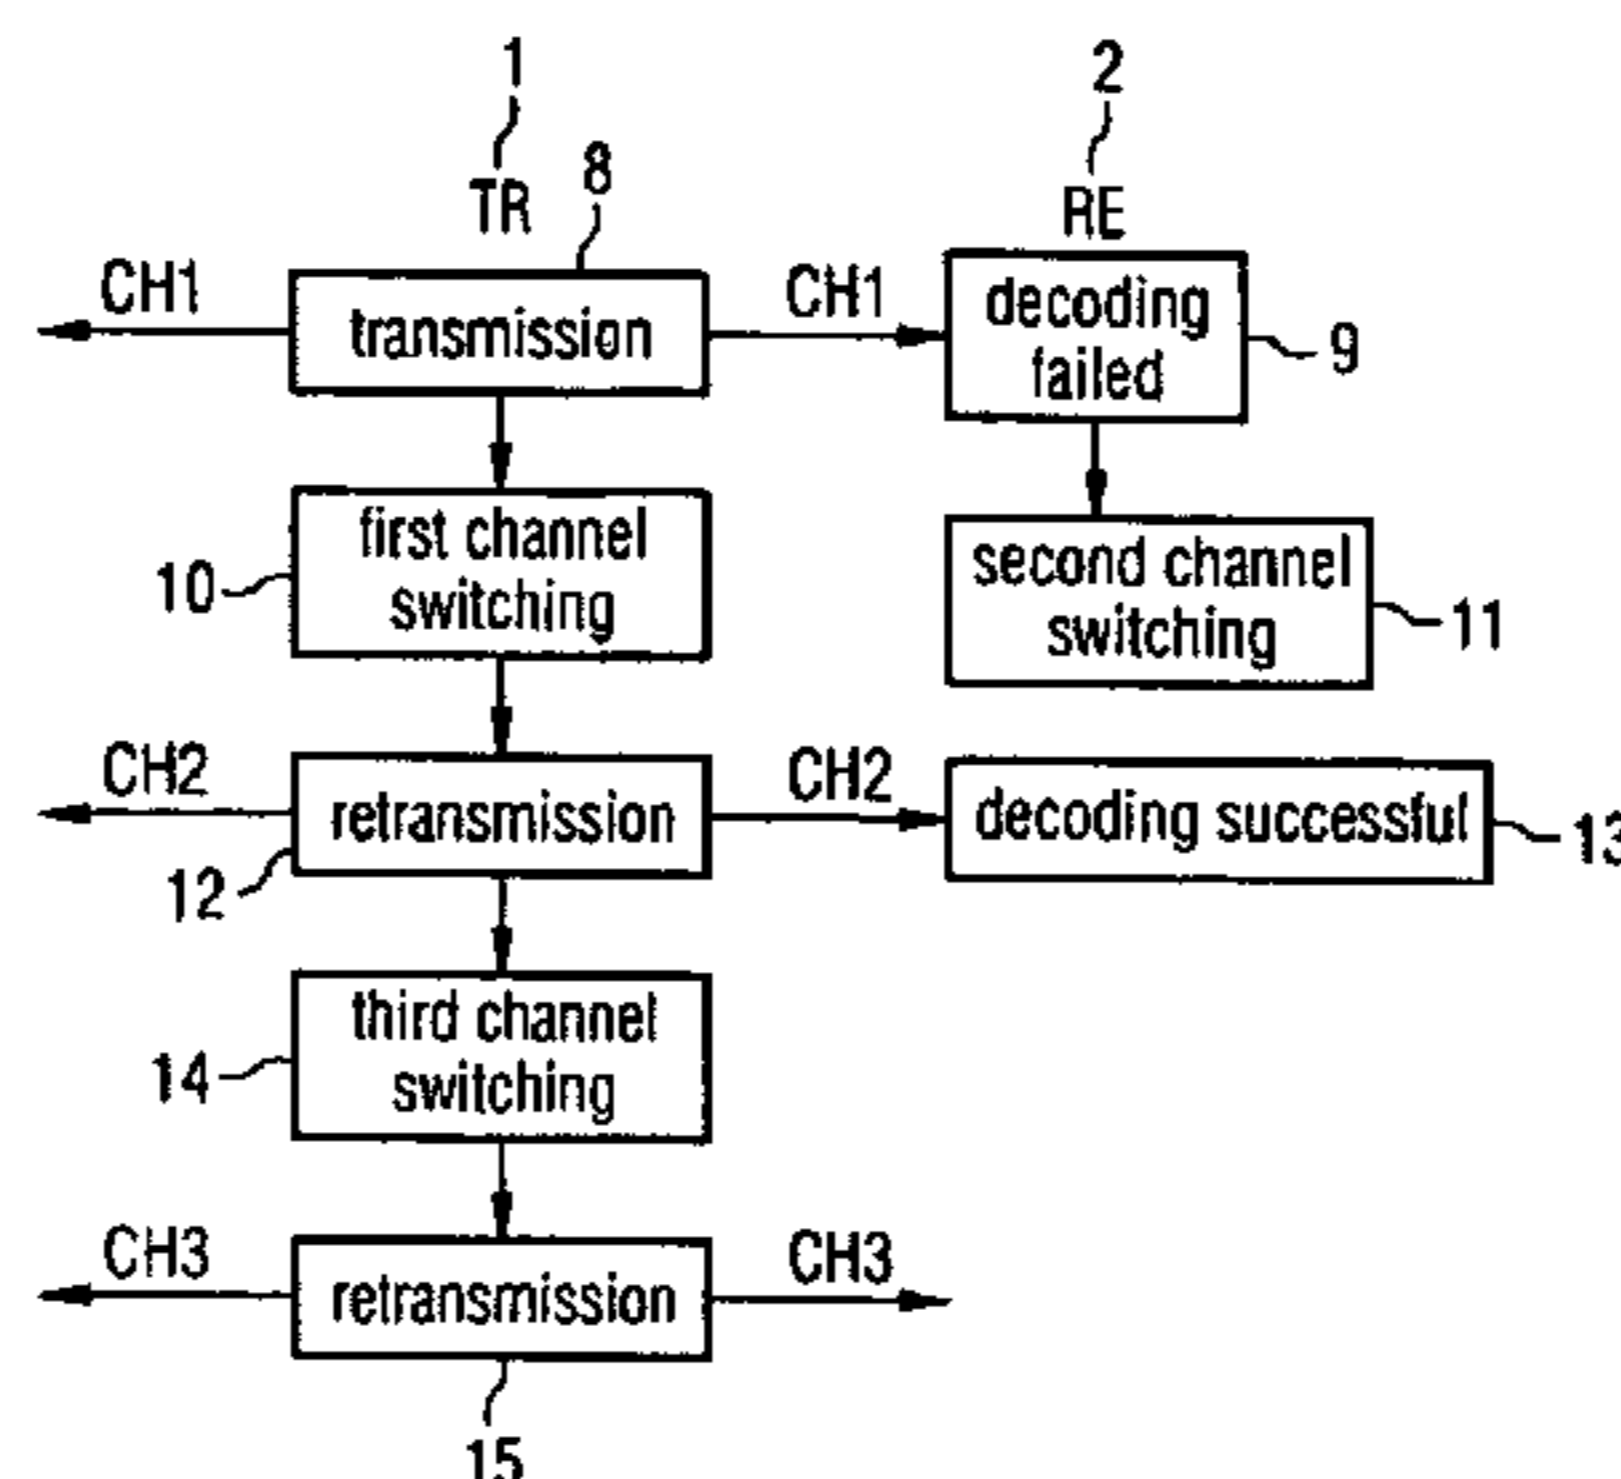 1
2
TR
8
RE
CH1
transmission
CH1
decoding
failed
9
first channel
switching
10
second channel
switching
11
CH2
retransmission
CH2
decoding successful
13
12
third channel
switching
14
CH3
retransmission
CH3
15